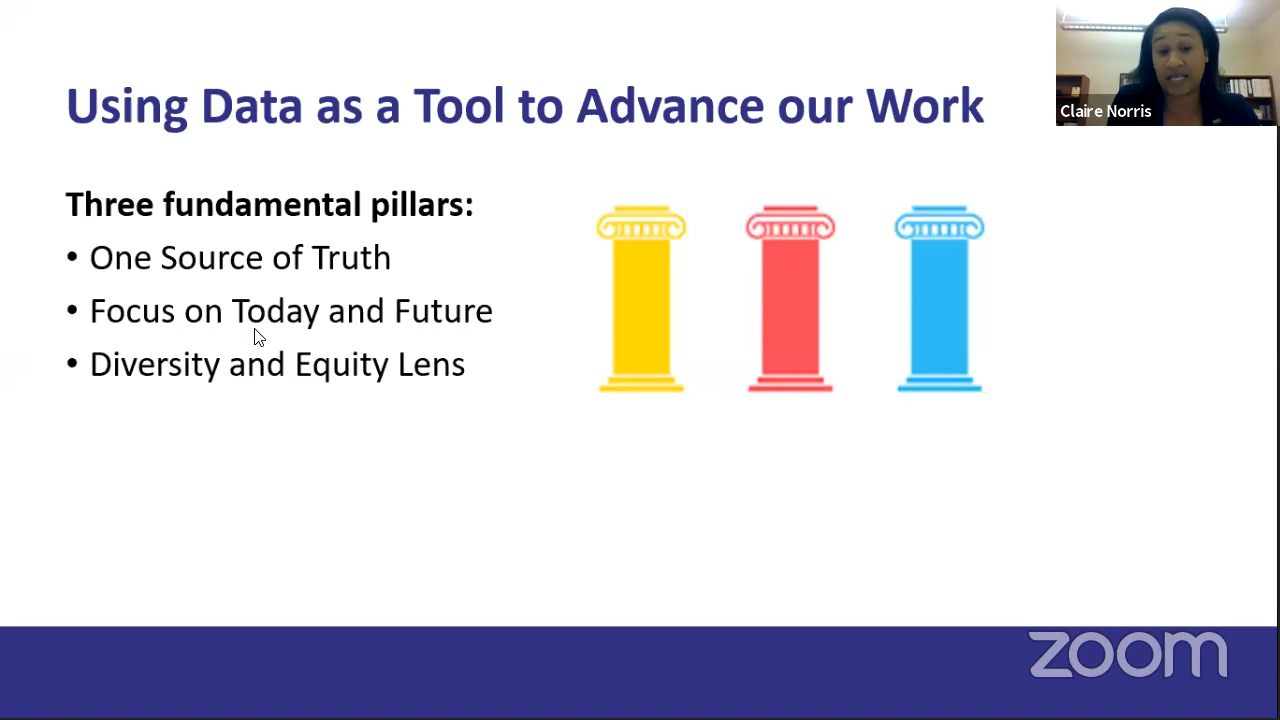 Using Data as a Tool to Advance our Work
Claire Norris
Three fundamental pillars:
• One Source of Truth
• Focus on Today and Future
• Diversity and Equity Lens
zoom